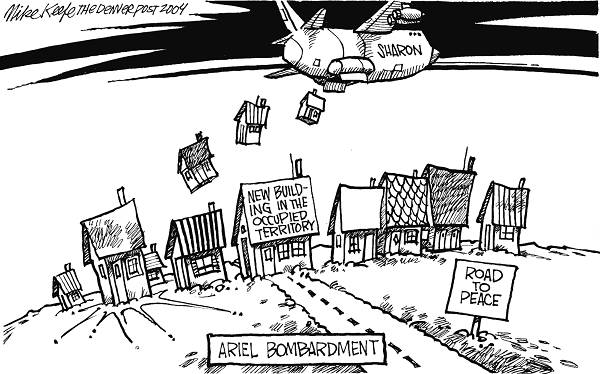 Mike Keefe THE DENVER POST 2004
SHARON
NEW BUILD-
ING IN THE
OCCUPIED
TERRITORY
ROAD
TO
PEACE
ARIEL BOMBARDMENT